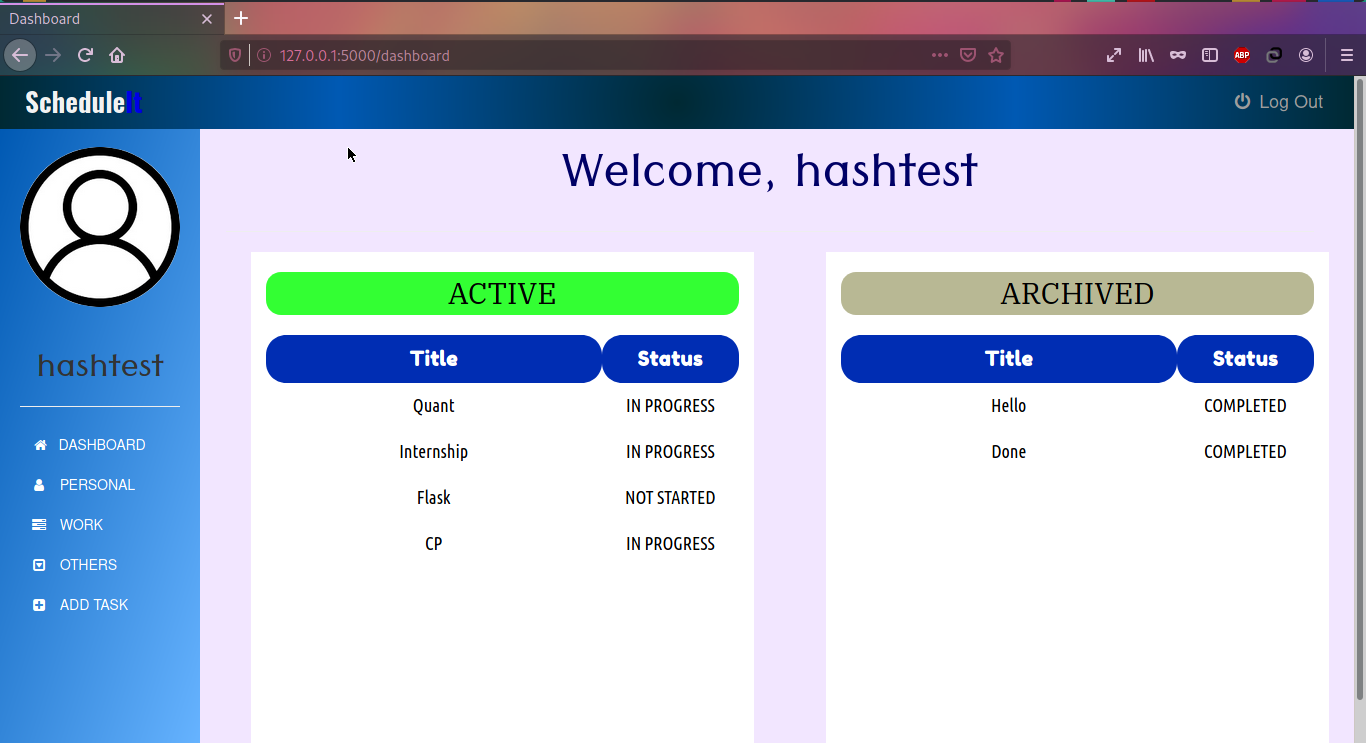 Dashboard
127.0.0.1:5000/dashboard
ABP
ScheduleIt
Log Out
hashtest
DASHBOARD
PERSONAL
WORK
OTHERS
ADD TASK
Welcome, hashtest
ACTIVE
Title Status
Quant IN PROGRESS
Internship IN PROGRESS
Flask NOT STARTED
CP IN PROGRESS
ARCHIVED
Title Status
Hello COMPLETED
Done COMPLETED